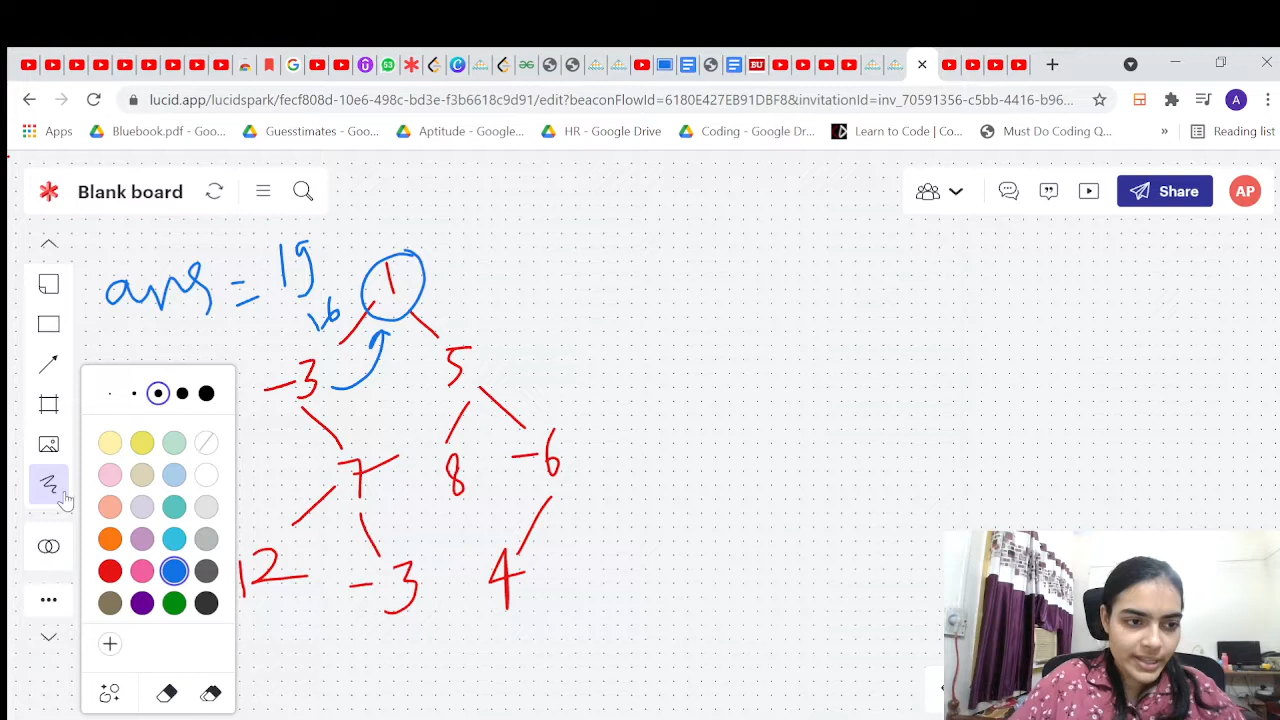 53
EU
lucid.app/lucidspark/fecf808d-10e6-498c-bd3e-f3b6618c9d91/edit?beaconFlowId=6180E427EB91DBF8&invitationId=inv_70591356-c5bb-4416-b96...
A
Apps
Bluebook.pdf - Goo...
Guesstimates - Goo...
Aptitude - Google...
HR - Google Drive
Coding - Google Dr...
Learn to Code | Co...
Must Do Coding Q...
»
Reading list
Blank board
Share
AP
ans = 19
1
16
-3 5
7 8 -6
12 -3 4